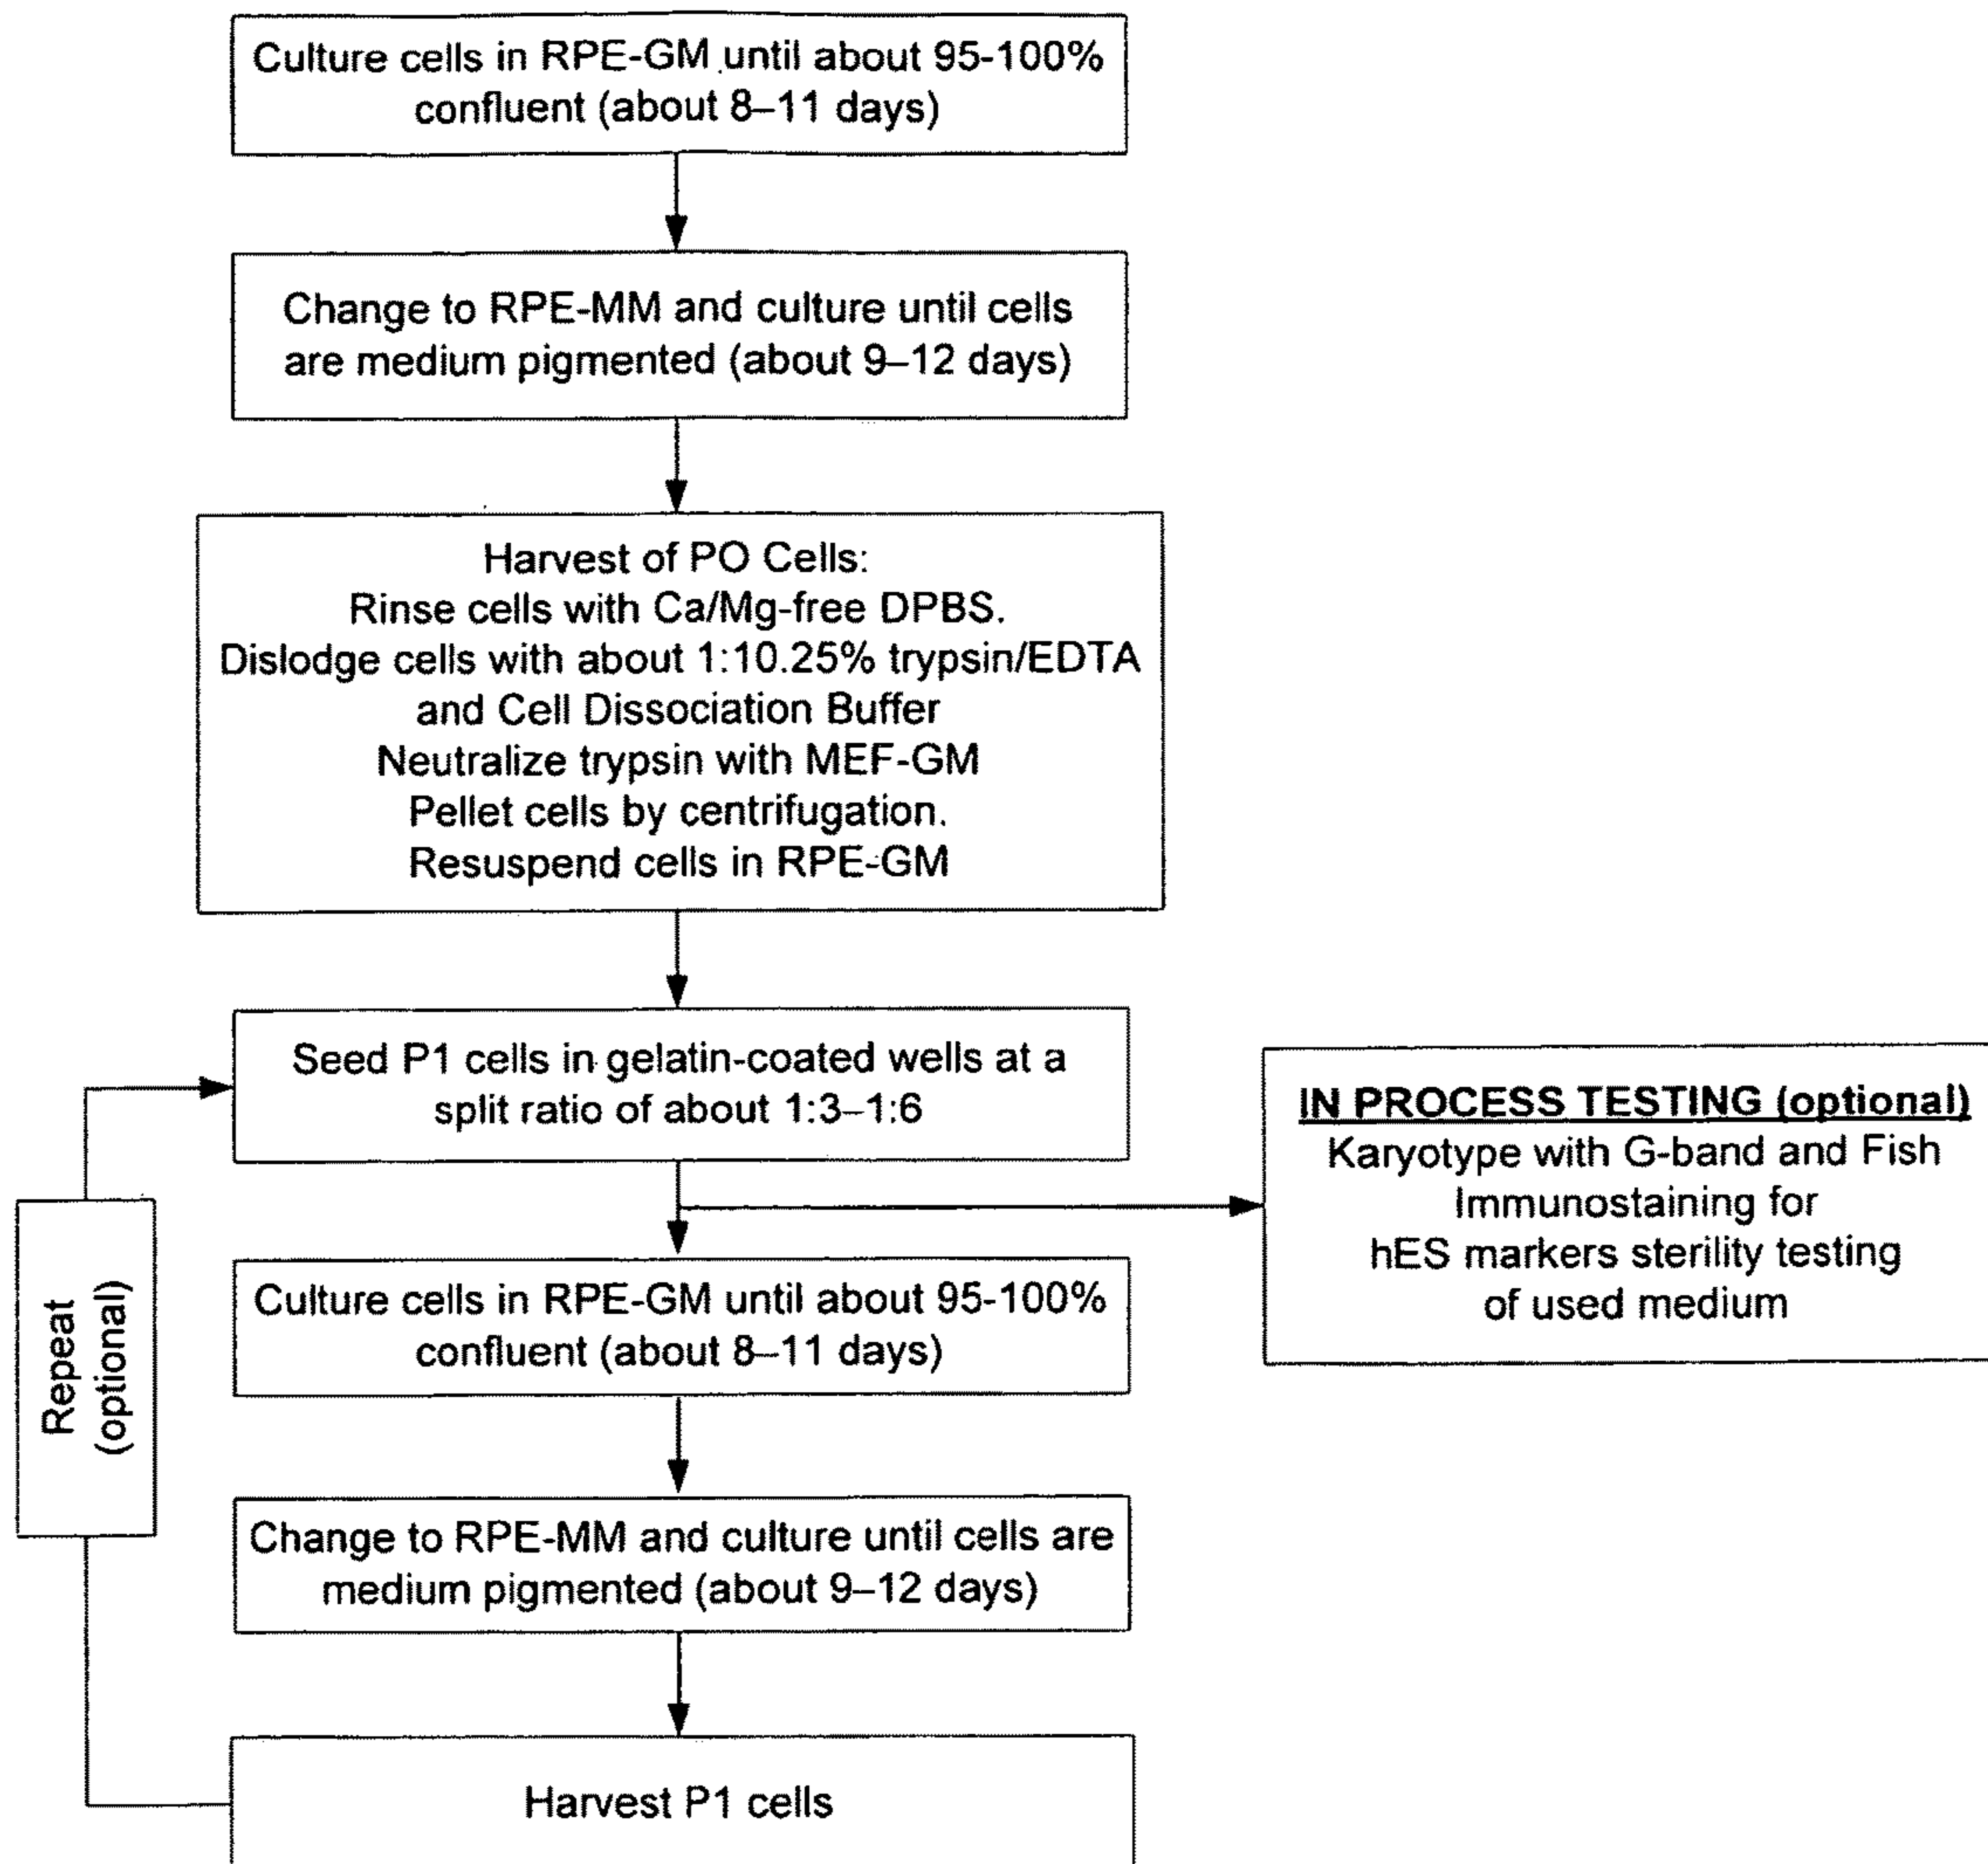 Culture cells in RPE-GM until about 95-100%
confluent (about 8–11 days)
Change to RPE-MM and culture until cells
are medium pigmented (about 9–12 days)
Harvest of PO Cells:
Rinse cells with Ca/Mg-free DPBS.
Dislodge cells with about 1:10.25% trypsin/EDTA
and Cell Dissociation Buffer
Neutralize trypsin with MEF-GM
Pellet cells by centrifugation.
Resuspend cells in RPE-GM
Seed P1 cells in gelatin-coated wells at a
split ratio of about 1:3–1:6
IN PROCESS TESTING (optional)
Karyotype with G-band and Fish
Immunostaining for
hES markers sterility testing
of used medium
Repeat
(optional)
Culture cells in RPE-GM until about 95-100%
confluent (about 8–11 days)
Change to RPE-MM and culture until cells are
medium pigmented (about 9–12 days)
Harvest P1 cells